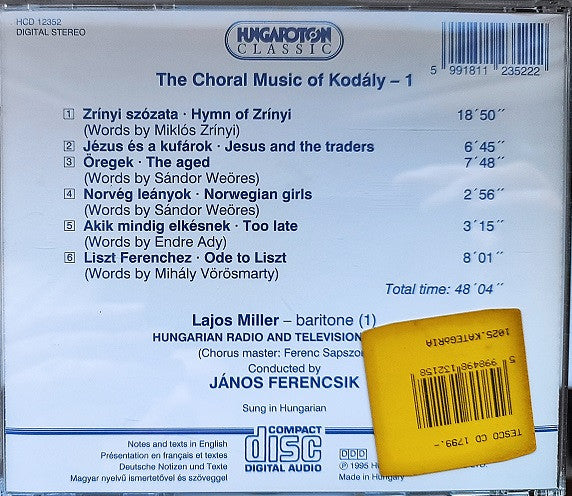 HCD 12352
DIGITAL STEREO
HUNGAROTON
CLASSIC
5 991811 235222
The Choral Music of Kodály – 1
1 Zrínyi szózata · Hymn of Zrínyi 18´50´´
(Words by Miklós Zrínyi)
2 Jézus és a kufárok · Jesus and the traders 6´45´´
3 Öregek · The aged 7´48´´
(Words by Sándor Weöres)
4 Norvég leányok · Norwegian girls 2´56´´
(Words by Sándor Weöres)
5 Akik mindig elkésnek · Too late 3´15´´
(Words by Endre Ady)
6 Liszt Ferenchez · Ode to Liszt 8´01´´
(Words by Mihály Vörösmarty)
Total time: 48´04´´
Lajos Miller – baritone (1)
HUNGARIAN RADIO AND TELEVISION
(Chorus master: Ferenc Sapszon
Conducted by
JÁNOS FERENCSIK
Sung in Hungarian
1025.KATEGÓRIA
5 998498 132158
TESCO CD 1799.-
Notes and texts in English
Présentation en français et textes
Deutsche Notizen und Texte
Magyar nyelvű ismertetővel és szöveggel
COMPACT
disc
DIGITAL AUDIO
DDD
℗ 1995
Made in Hungary